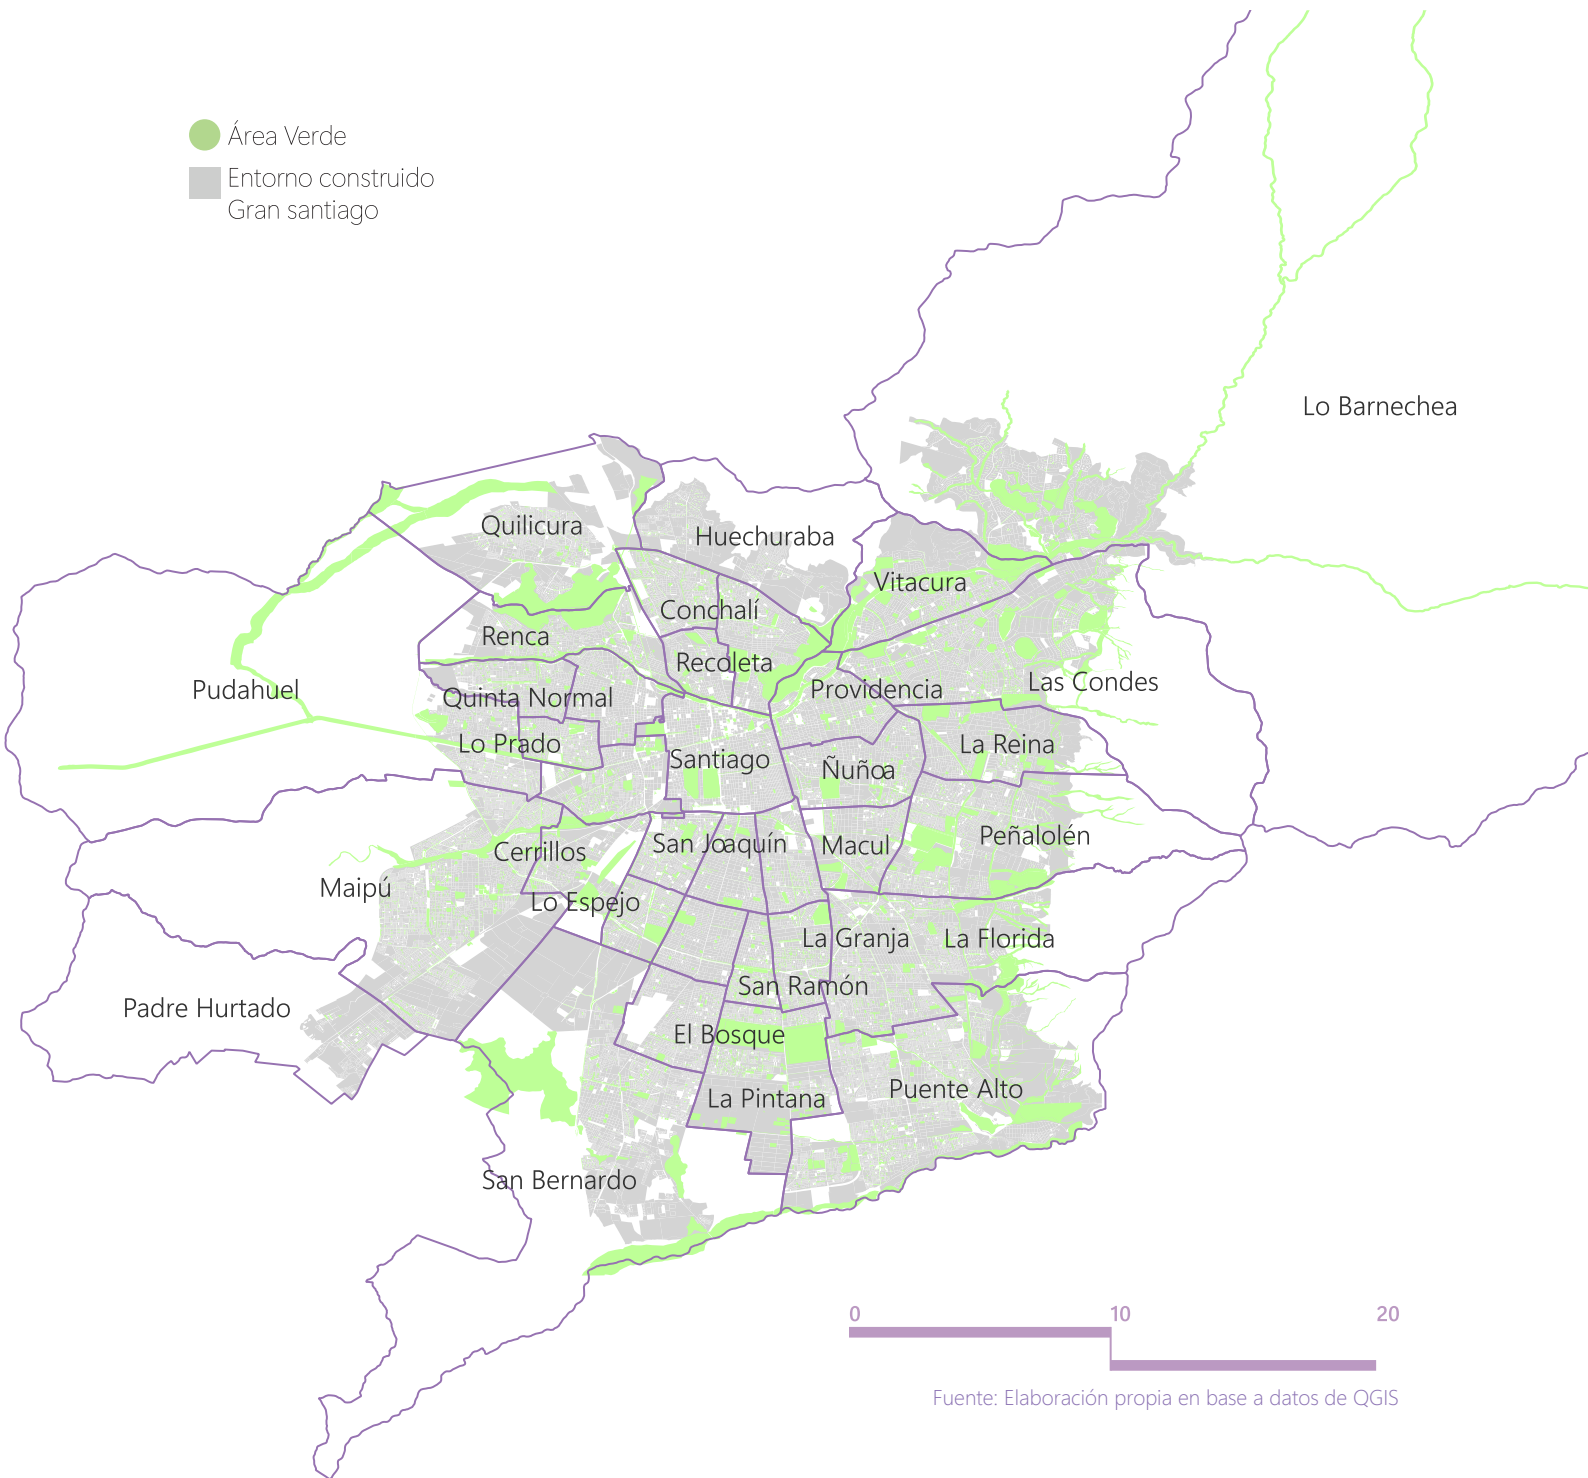 Área Verde
Entorno construido
Gran santiago
Lo Barnechea
Quilicura
Huechuraba
Vitacura
Conchalí
Renca
Recoleta
Las Condes
Pudahuel
Providencia
Quinta Normal
Lo Prado
La Reina
Santiago
Ñuñoa
Peñalolén
San Joaquín
Macul
Cerrillos
Maipú
Lo Espejo
La Granja
La Florida
San Ramón
Padre Hurtado
El Bosque
Puente Alto
La Pintana
San Bernardo
0 10 20
Fuente: Elaboración propia en base a datos de QGIS